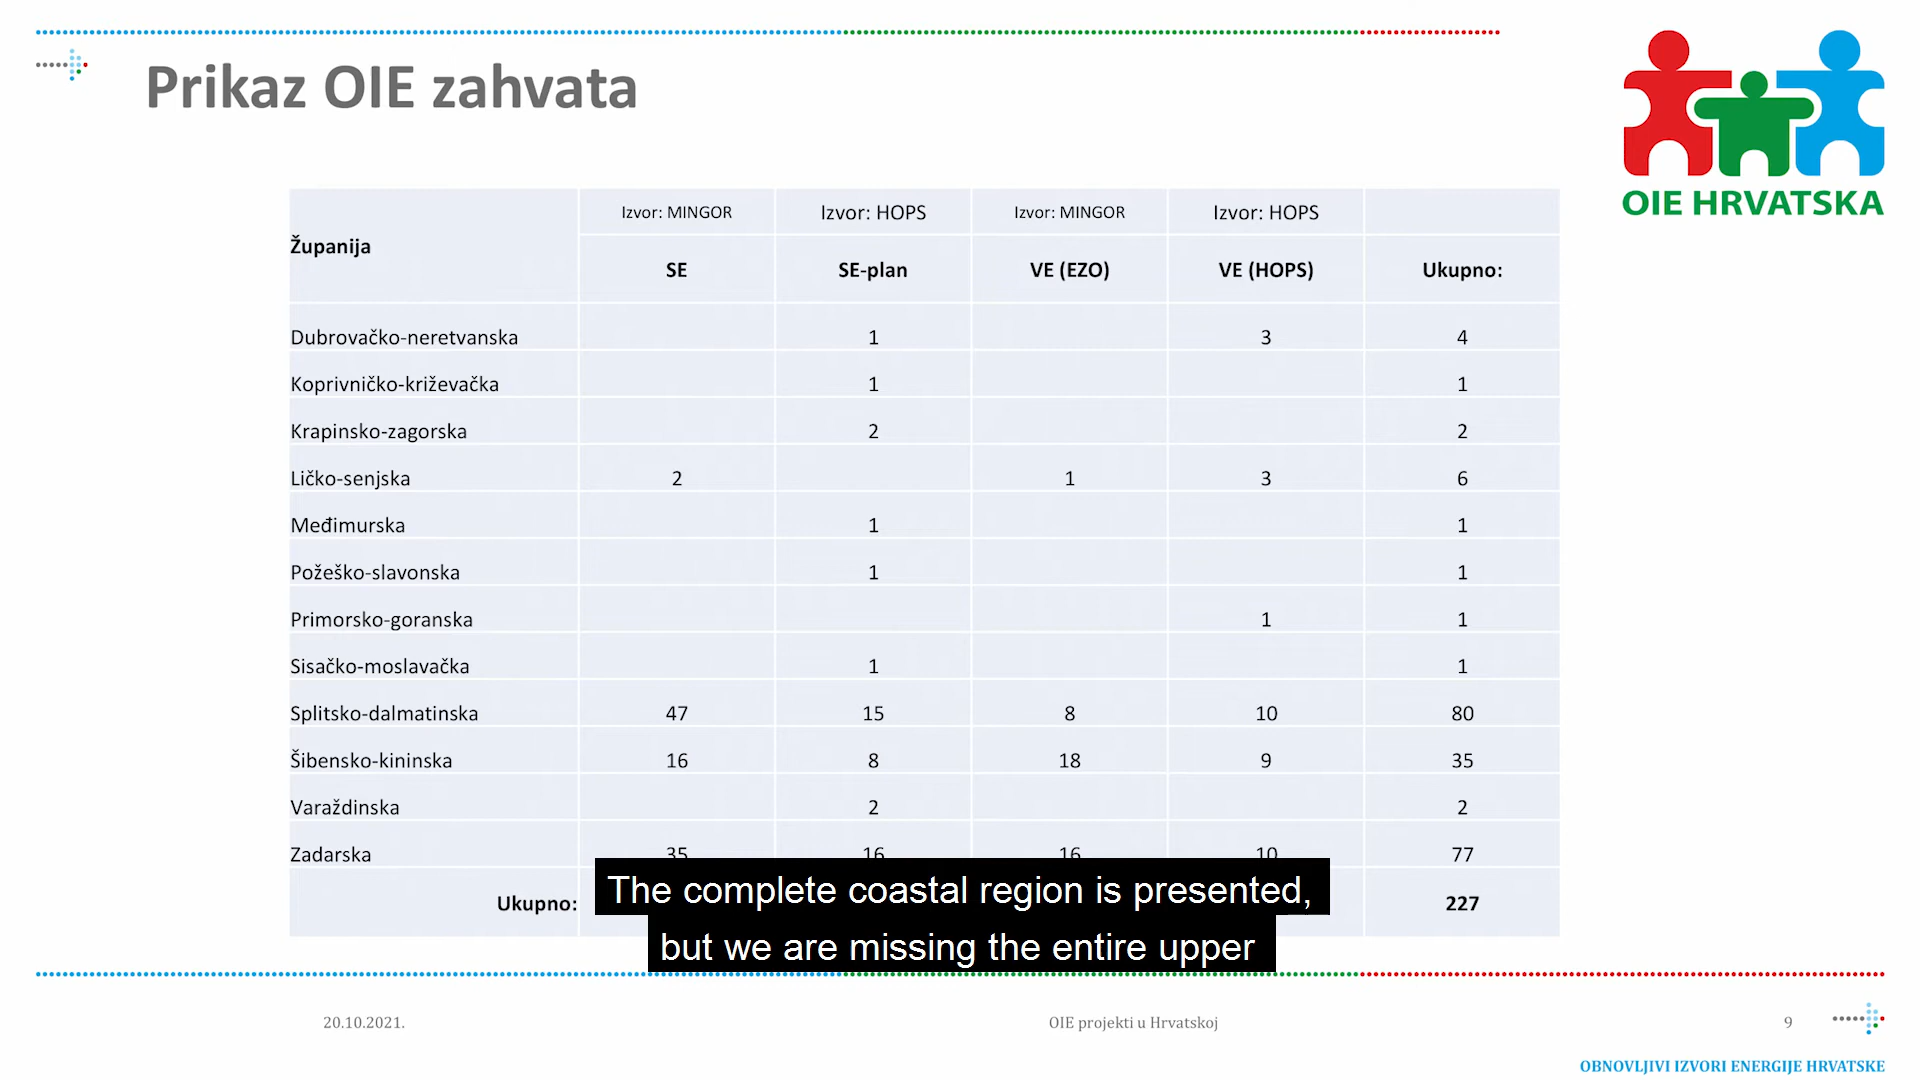 Prikaz OIE zahvata
OIE HRVATSKA
Županija
Izvor: MINGOR Izvor: HOPS Izvor: MINGOR Izvor: HOPS
SE SE-plan VE (EZO) VE (HOPS) Ukupno:
Dubrovačko-neretvanska 1 3 4
Koprivničko-križevačka 1 1
Krapinsko-zagorska 2 2
Ličko-senjska 2 1 3 6
Međimurska 1 1
Požeško-slavonska 1 1
Primorsko-goranska 1 1
Sisačko-moslavačka 1 1
Splitsko-dalmatinska 47 15 8 10 80
Šibensko-kininska 16 8 18 9 35
Varaždinska 2 2
Zadarska 35 16 16 10 77
Ukupno: 227
The complete coastal region is presented,
but we are missing the entire upper
20.10.2021. OIE projekti u Hrvatskoj 9
OBNOVLJIVI IZVORI ENERGIJE HRVATSKE